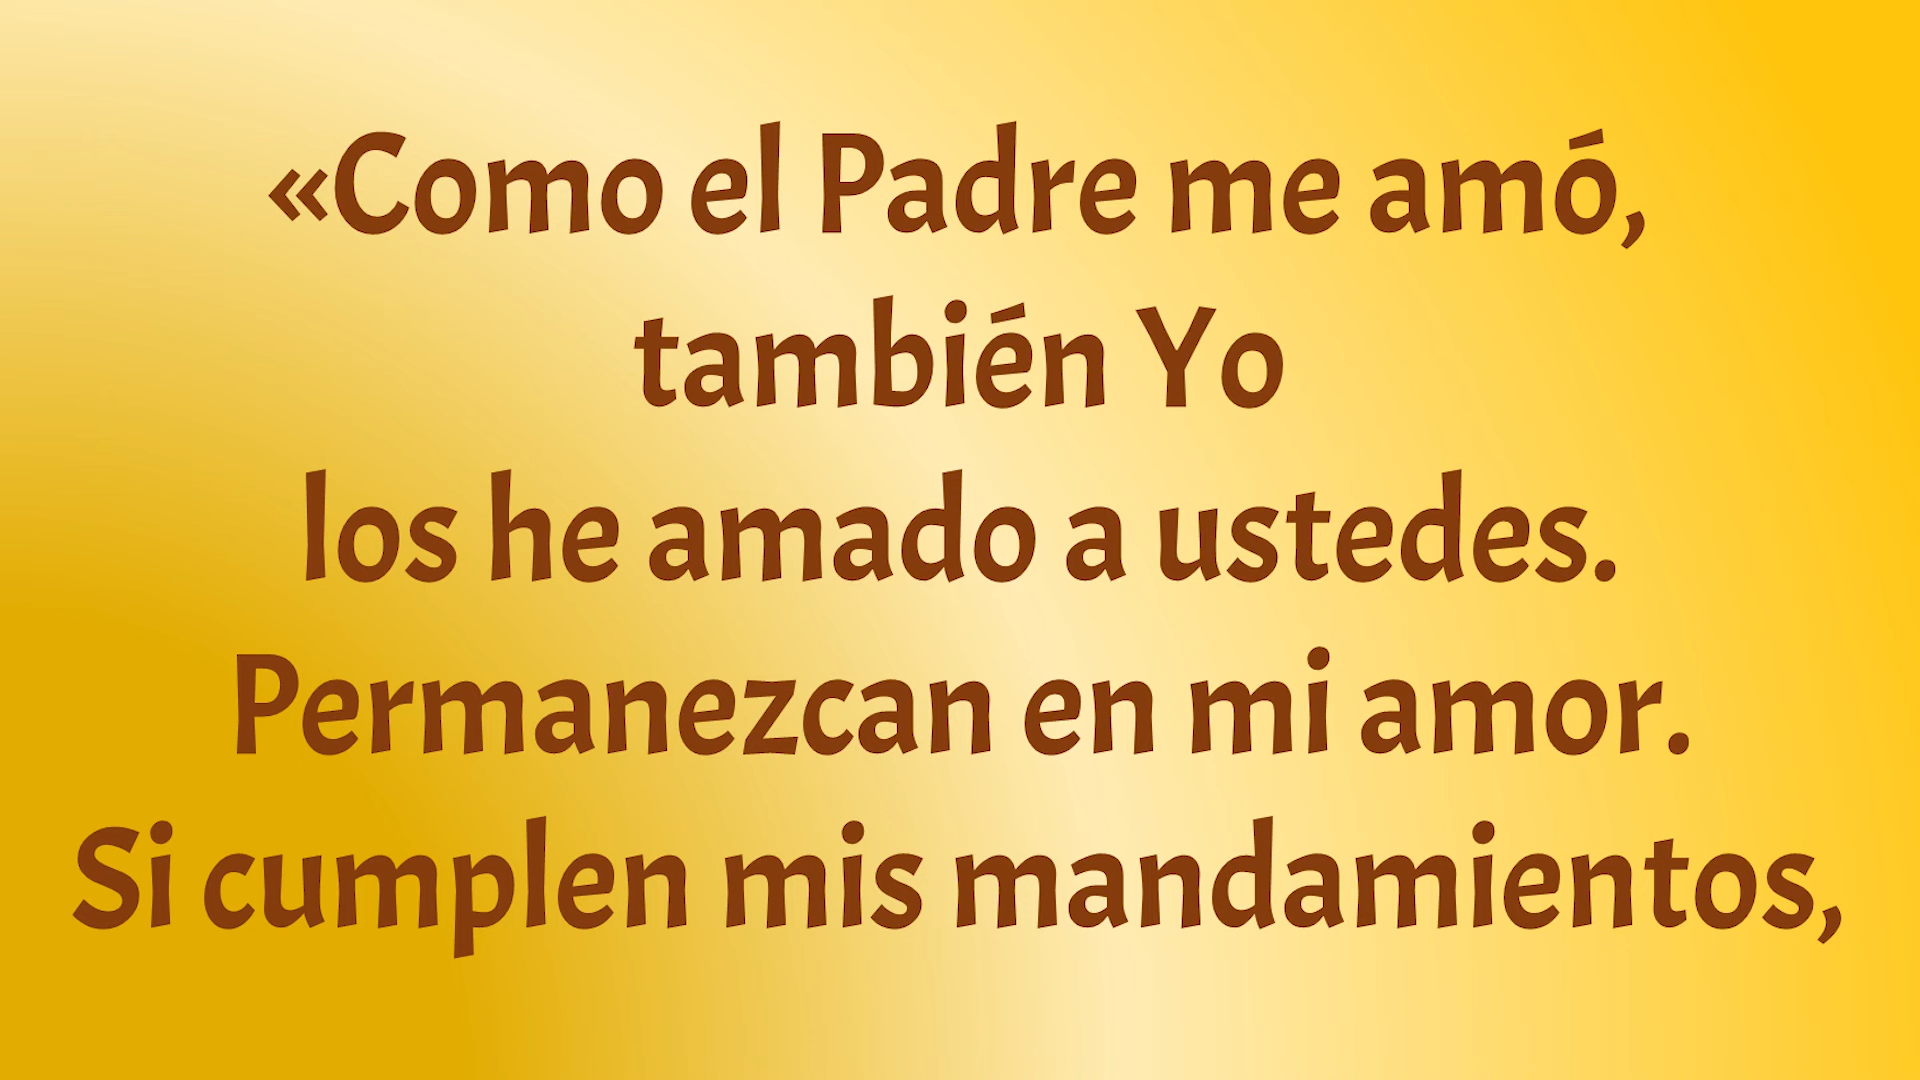 «Como el Padre me amó,
también Yo
los he amado a ustedes.
Permanezcan en mi amor.
Si cumplen mis mandamientos,